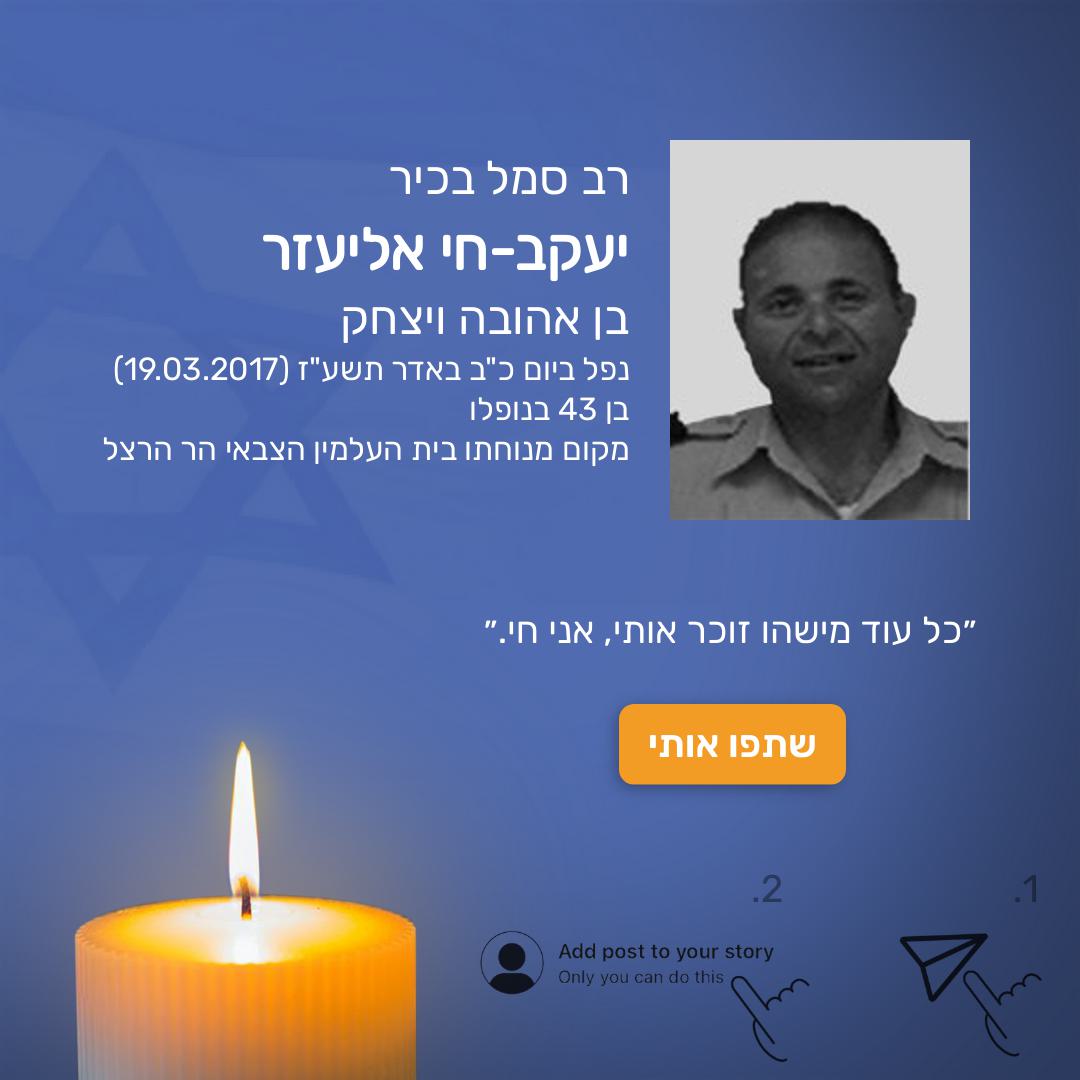 רב סמל בכיר
יעקב-חי אליעזר
בן אהובה ויצחק
נפל ביום כ"ב באדר תשע"ז (19.03.2017)
בן 43 בנופלו
מקום מנוחתו בית העלמין הצבאי הר הרצל
״כל עוד מישהו זוכר אותי, אני חי.״
שתפו אותי
.1
.2
Add post to your story
Only you can do this